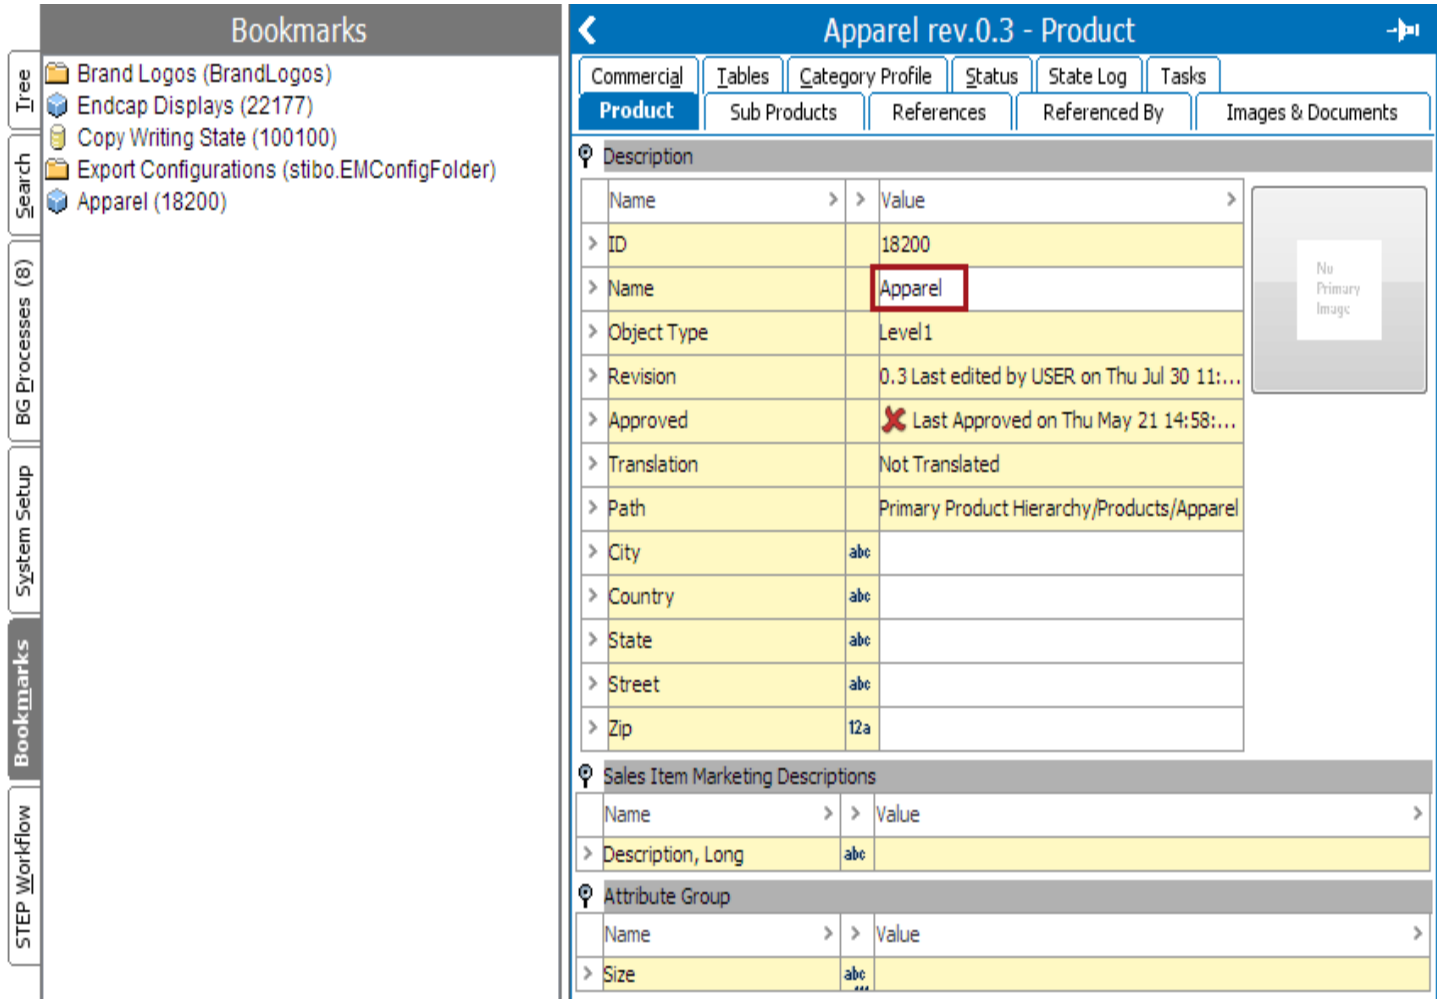 Bookmarks
Tree
Search
BG Processes (8)
System Setup
Bookmarks
STEP Workflow
Brand Logos (BrandLogos)
Endcap Displays (22177)
Copy Writing State (100100)
Export Configurations (stibo.EMConfigFolder)
Apparel (18200)
Apparel rev.0.3 - Product
Commercial Tables Category Profile Status State Log Tasks
Product Sub Products References Referenced By Images & Documents
Description
Name > > Value >
> ID 18200
> Name Apparel
> Object Type Level1
> Revision 0.3 Last edited by USER on Thu Jul 30 11:...
> Approved Last Approved on Thu May 21 14:58:...
> Translation Not Translated
> Path Primary Product Hierarchy/Products/Apparel
> City abc
> Country abc
> State abc
> Street abc
> Zip 12a
No
Primary
Image
Sales Item Marketing Descriptions
Name > > Value >
> Description, Long abc
Attribute Group
Name > > Value >
> Size abc